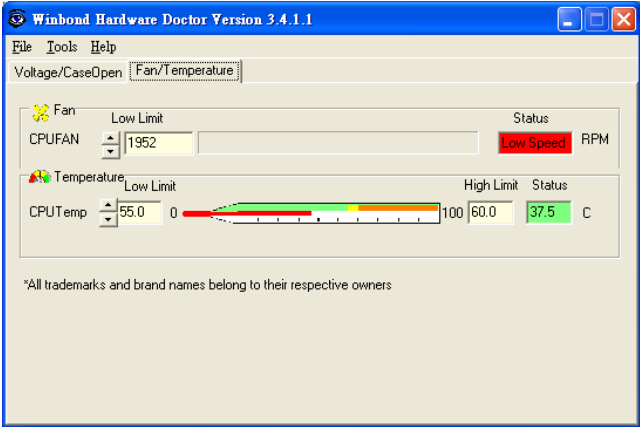 Winbond Hardware Doctor Version 3.4.1.1
File Tools Help
Voltage/CaseOpen Fan/Temperature
Fan
Low Limit Status
CPUFAN 1952 Low Speed RPM
Temperature
Low Limit High Limit Status
CPUTemp 55.0 0 100 60.0 37.5 C
*All trademarks and brand names belong to their respective owners